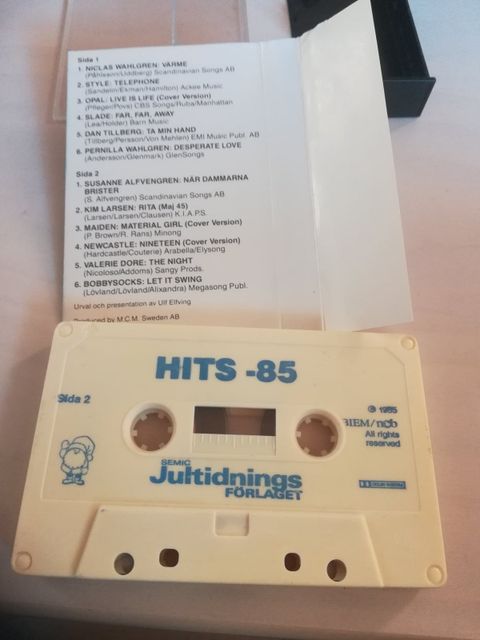 Sida 1
1. NICLAS WAHLGREN: VÄRME
(Påhlsson/Uddberg) Scandinavian Songs AB
2. STYLE: TELEPHONE
(Sandelin/Ekman/Hamilton) Ackee Music
3. OPAL: LIVE IS LIFE (Cover Version)
(Pfleger/Povs) CBS Songs/Ruba/Manhattan
4. SLADE: FAR, FAR, AWAY
(Lea/Holder) Barn Music
5. DAN TILLBERG: TA MIN HAND
(Tillberg/Persson/Von Mehlen) EMI Music Publ. AB
6. PERNILLA WAHLGREN: DESPERATE LOVE
(Andersson/Glenmark) GlenSongs
Sida 2
1. SUSANNE ALFVENGREN: NÄR DAMMARNA
BRISTER
(S. Alfvengren) Scandinavian Songs AB
2. KIM LARSEN: RITA (Maj 45)
(Larsen/Larsen/Clausen) K.I.A.P.S.
3. MAIDEN: MATERIAL GIRL (Cover Version)
(P. Brown/R. Rans) Minong
4. NEWCASTLE: NINETEEN (Cover Version)
(Hardcastle/Couterie) Arabella/Elysong
5. VALERIE DORE: THE NIGHT
(Nicoloso/Addoms) Sangy Prods.
6. BOBBYSOCKS: LET IT SWING
(Lövland/Lövland/Alixandra) Megasong Publ.
Urval och presentation av Ulf Elfving
Produced by M.C.M. Sweden AB
HITS -85
Sida 2
℗ 1985
BIEM/ncb
All rights
reserved
SEMIC
Jultidnings
FÖRLAGET
DOLBY SYSTEM